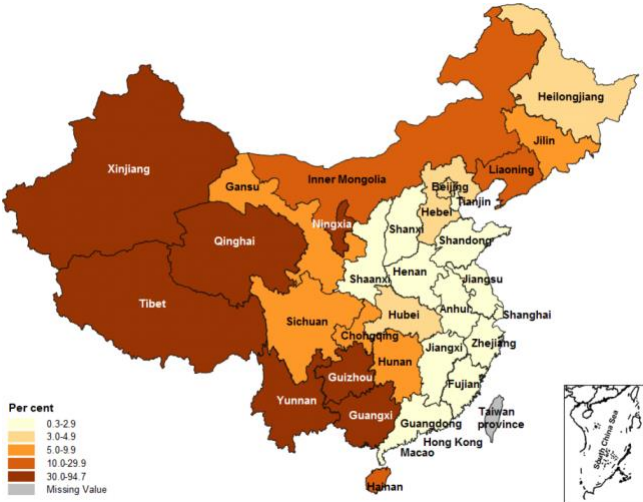 Heilongjiang
Jilin
Xinjiang
Liaoning
Inner Mongolia
Gansu
Beijing
Tianjin
Hebei
Ningxia
Shanxi
Qinghai
Shandong
Shaanxi
Henan
Jiangsu
Tibet
Anhui
Shanghai
Hubei
Sichuan
Chongqing
Zhejiang
Jiangxi
Hunan
Guizhou
Fujian
Yunnan
Guangxi
Taiwan
province
Guangdong
Hong Kong
Macao
Hainan
Per cent
0.3-2.9
3.0-4.9
5.0-9.9
10.0-29.9
30.0-94.7
Missing Value
South China Sea